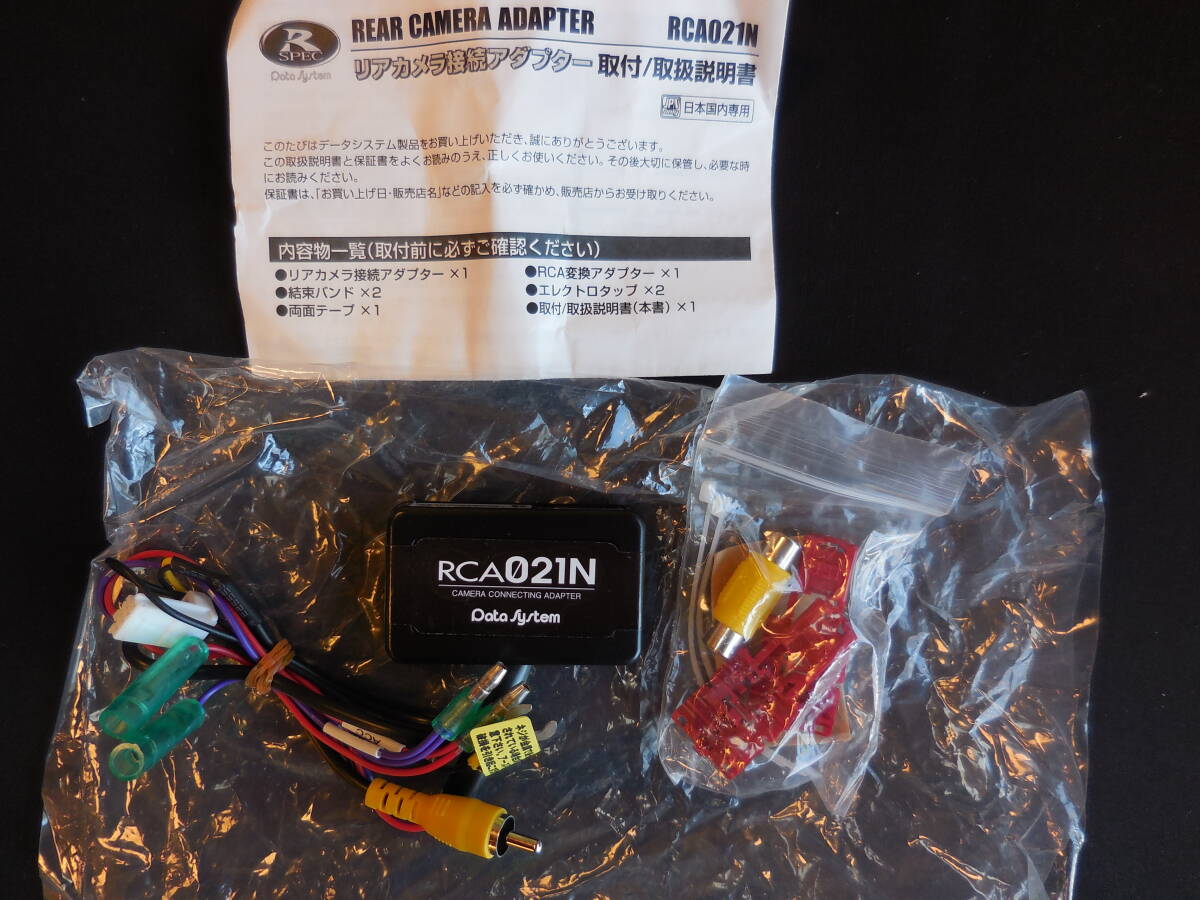 R
SPEC
Data System
REAR CAMERA ADAPTER RCA021N
リアカメラ接続アダプター 取付/取扱説明書
日本国内専用
このたびはデータシステム製品をお買い上げいただき、誠にありがとうございます。
この取扱説明書と保証書をよくお読みのうえ、正しくお使いください。その後大切に保管し、必要な時
にお読みください。
保証書は、「お買い上げ日・販売店名」などの記入を必ず確かめ、販売店からお受け取りください。
内容物一覧(取付前に必ずご確認ください)
●リアカメラ接続アダプター ×1
●結束バンド ×2
●両面テープ ×1
●RCA変換アダプター ×1
●エレクトロタップ ×2
●取付/取扱説明書(本書) ×1
RCA021N
CAMERA CONNECTING ADAPTER
Data System
ACC